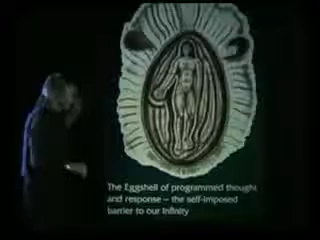 The Eggshell of programmed thought
and response – the self-imposed
barrier to our Infinity